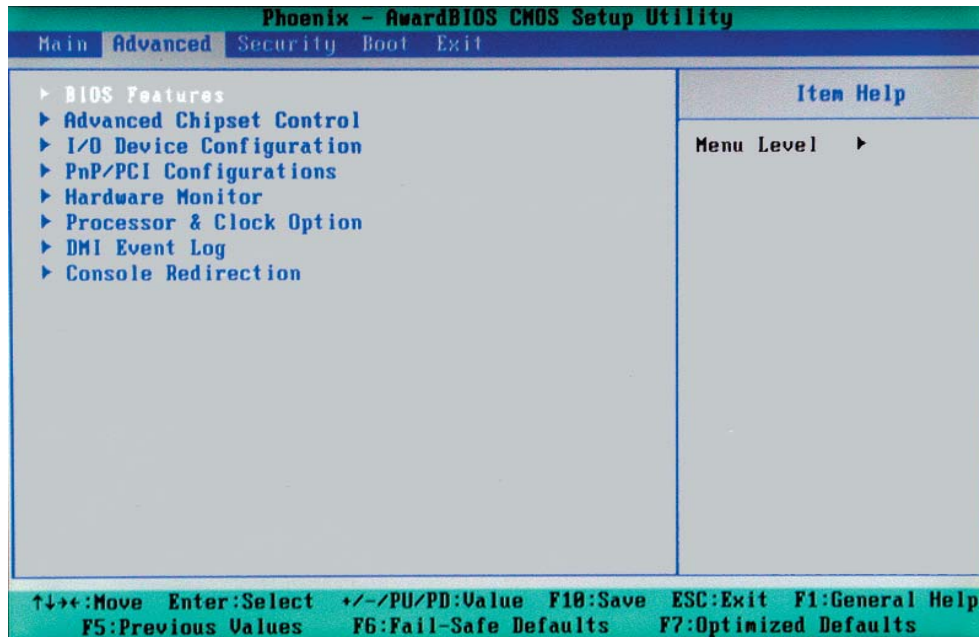 Phoenix - AwardBIOS CMOS Setup Utility
Main Advanced Security Boot Exit
▶ BIOS Features
▶ Advanced Chipset Control
▶ I/O Device Configuration
▶ PnP/PCI Configurations
▶ Hardware Monitor
▶ Processor & Clock Option
▶ DMI Event Log
▶ Console Redirection
Item Help
Menu Level ▶
↑↓→←:Move Enter:Select +/-/PU/PD:Value F10:Save ESC:Exit F1:General Help
F5:Previous Values F6:Fail-Safe Defaults F7:Optimized Defaults